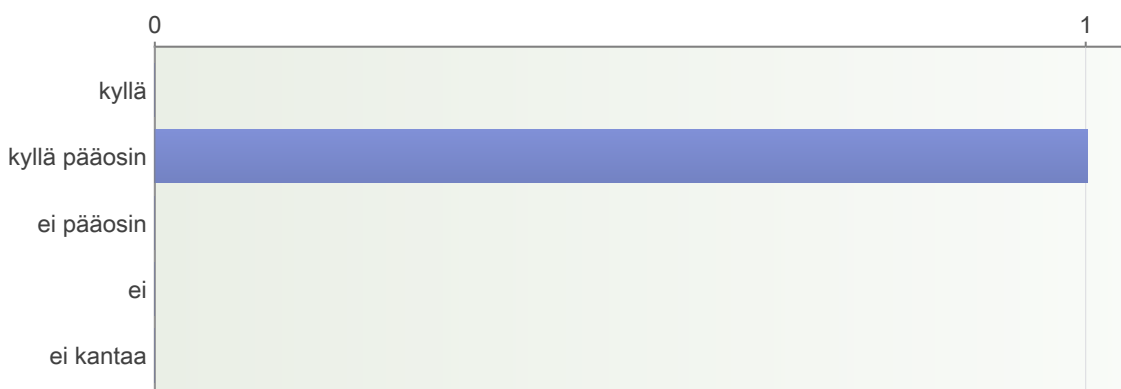 0 1
kyllä
kyllä pääosin
ei pääosin
ei
ei kantaa